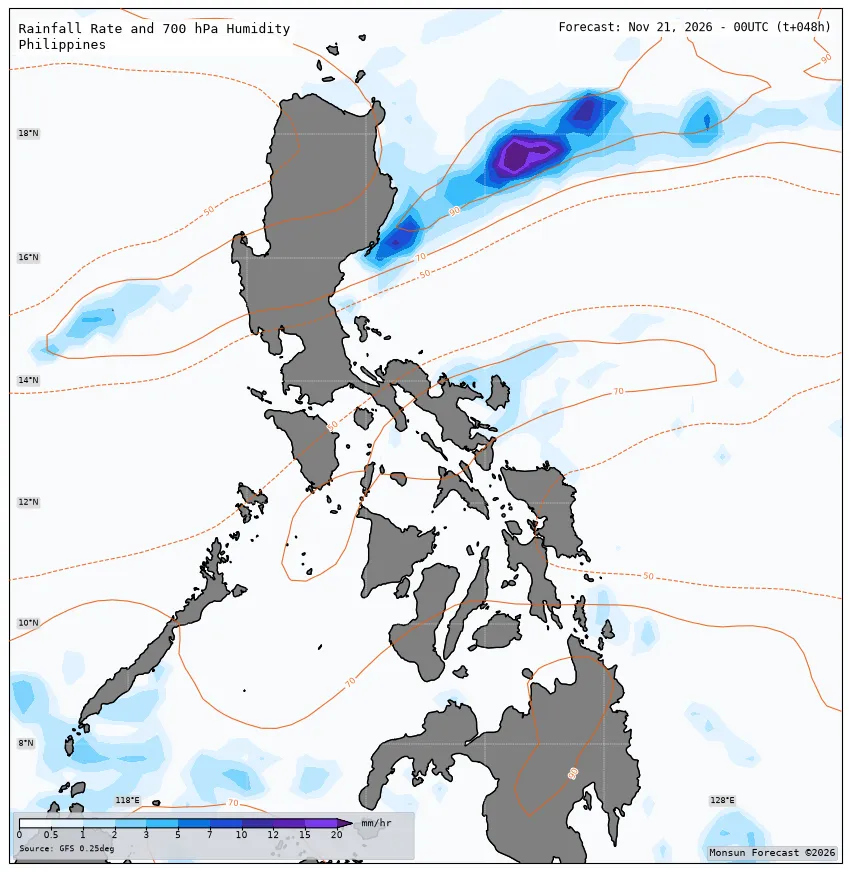 Rainfall Rate and 700 hPa Humidity
Philippines
Forecast: Nov 21, 2026 - 00UTC (t+048h)
90
18°N
50
90
16°N
70
50
14°N
70
50
12°N
50
10°N
70
8°N
90
118°E
70
128°E
0 0.5 1 2 3 5 7 10 12 15 20 mm/hr
Source: GFS 0.25deg
Monsun Forecast ©2026